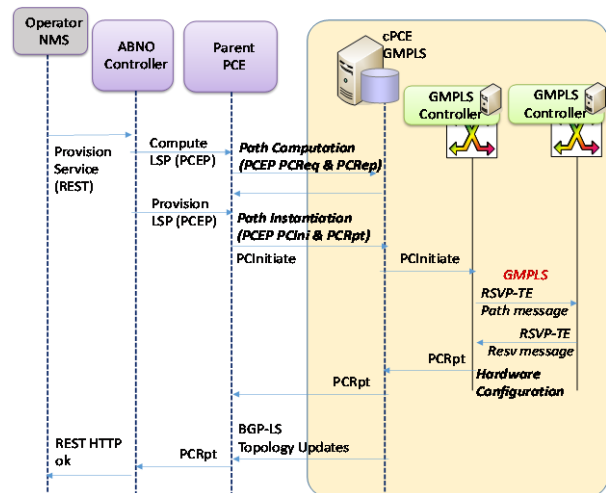 Operator
NMS
ABNO
Controller
Parent
PCE
cPCE
GMPLS
GMPLS
Controller
GMPLS
Controller
Provision
Service
(REST)
Compute
LSP (PCEP)
Path Computation
(PCEP PCReq & PCRep)
Provision
LSP (PCEP)
Path Instantiation
(PCEP PCIni & PCRpt)
PCInitiate
PCInitiate
GMPLS
RSVP-TE
Path message
RSVP-TE
Resv message
PCRpt
Hardware
Configuration
PCRpt
BGP-LS
Topology Updates
REST HTTP
ok
PCRpt